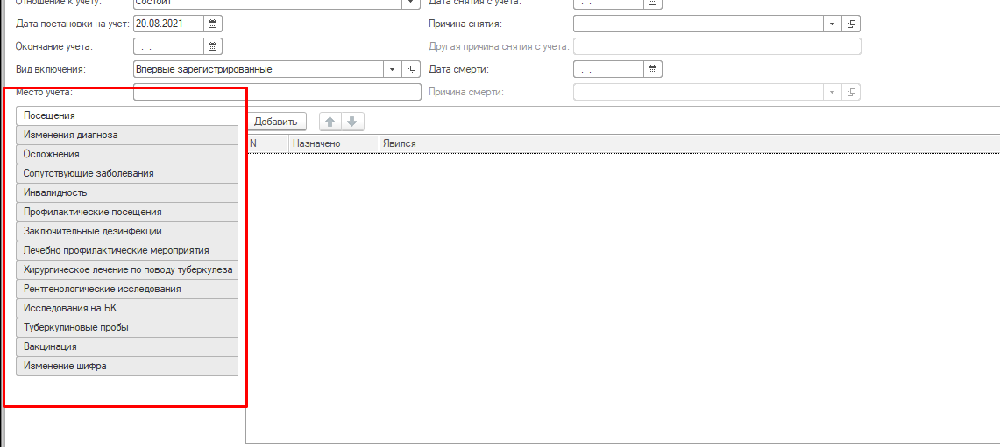 Отношение к учету: Состоит Дата снятия с учета: . .
Дата постановки на учет: 20.08.2021 Причина снятия:
Окончание учета: . . Другая причина снятия с учета:
Вид включения: Впервые зарегистрированные Дата смерти: . .
Место учета: Причина смерти:
Посещения
Изменения диагноза
Осложнения
Сопутствующие заболевания
Инвалидность
Профилактические посещения
Заключительные дезинфекции
Лечебно профилактические мероприятия
Хирургическое лечение по поводу туберкулеза
Рентгенологические исследования
Исследования на БК
Туберкулиновые пробы
Вакцинация
Изменение шифра
Добавить
N Назначено Явился